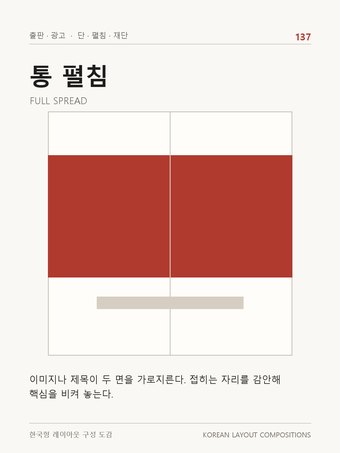 출판 · 광고 · 단 · 펼침 · 재단
137
통 펼침
FULL SPREAD
이미지나 제목이 두 면을 가로지른다. 접히는 자리를 감안해
핵심을 비켜 놓는다.
한국형 레이아웃 구성 도감
KOREAN LAYOUT COMPOSITIONS